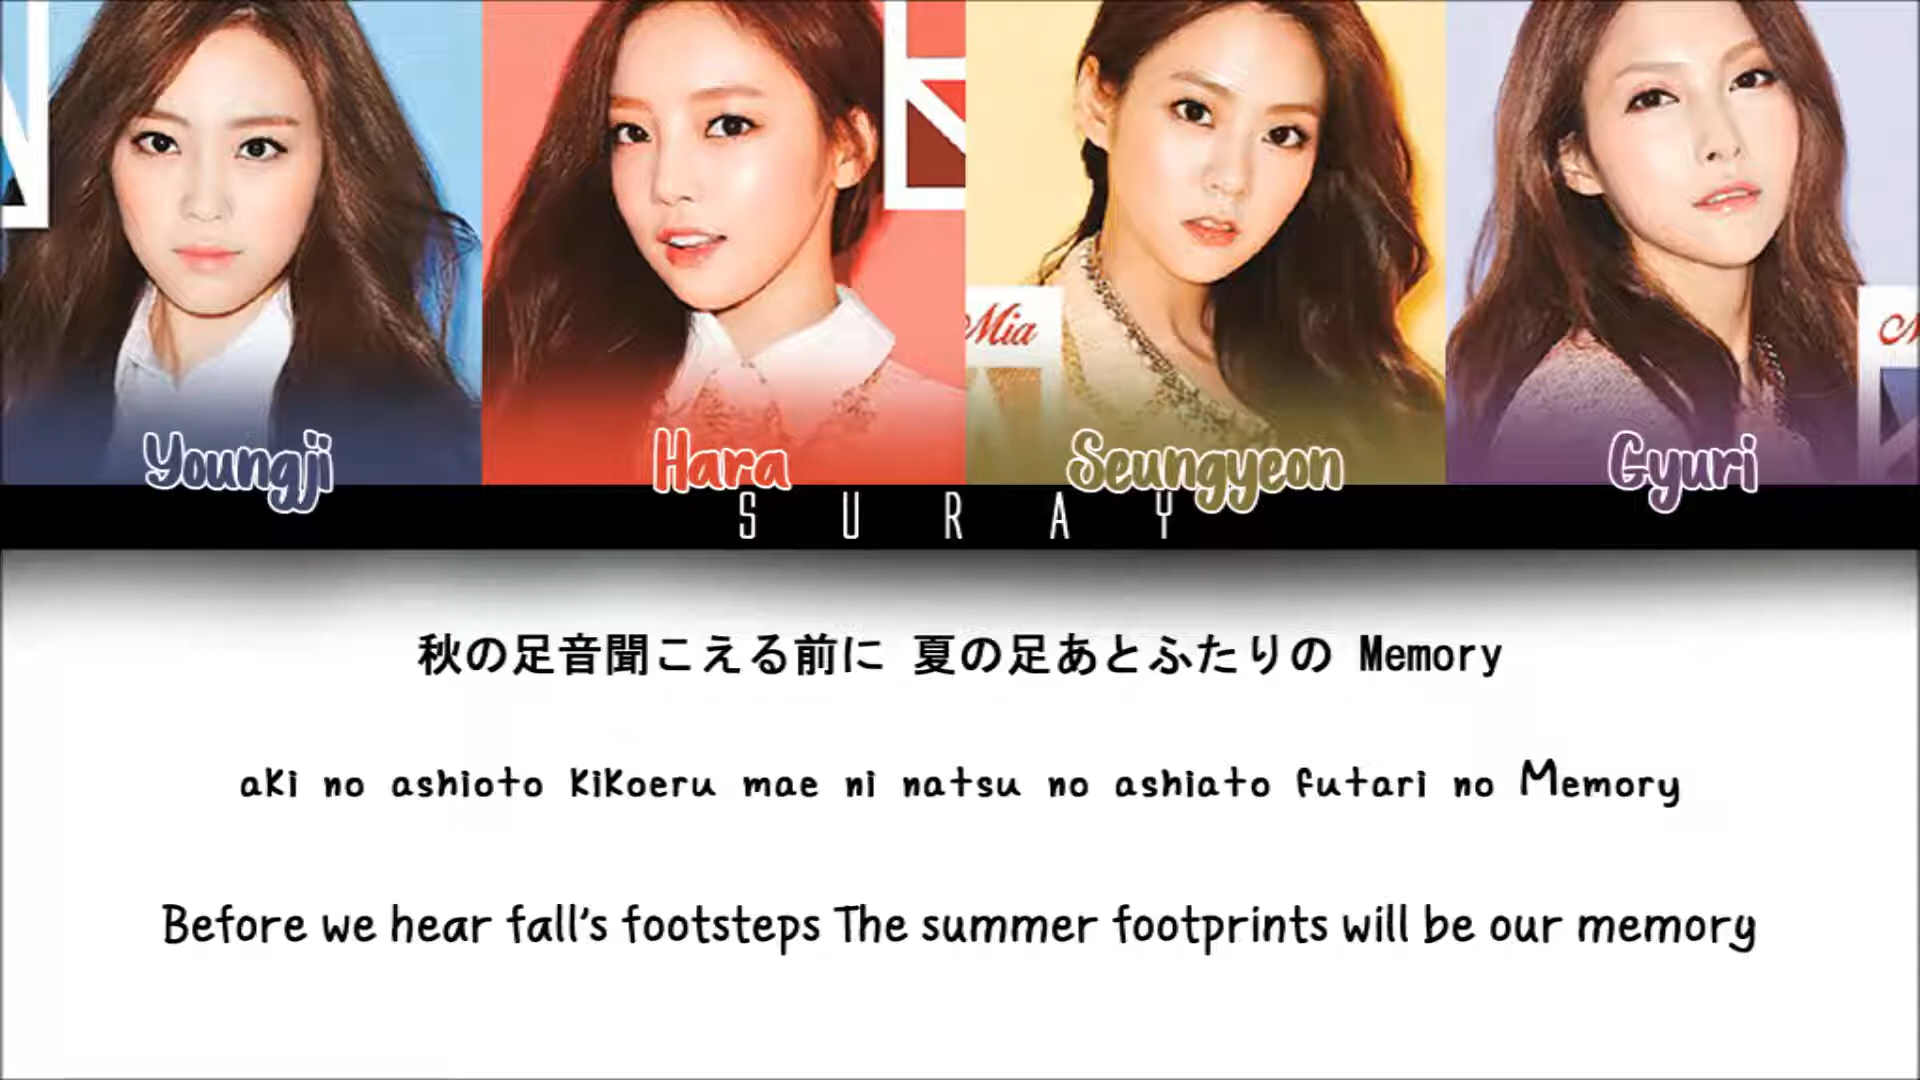 Mia
Youngji Hara Seungyeon Gyuri
SURAY
秋の足音聞こえる前に 夏の足あとふたりの Memory
aki no ashioto kikoeru mae ni natsu no ashiato futari no Memory
Before we hear fall's footsteps The summer footprints will be our memory